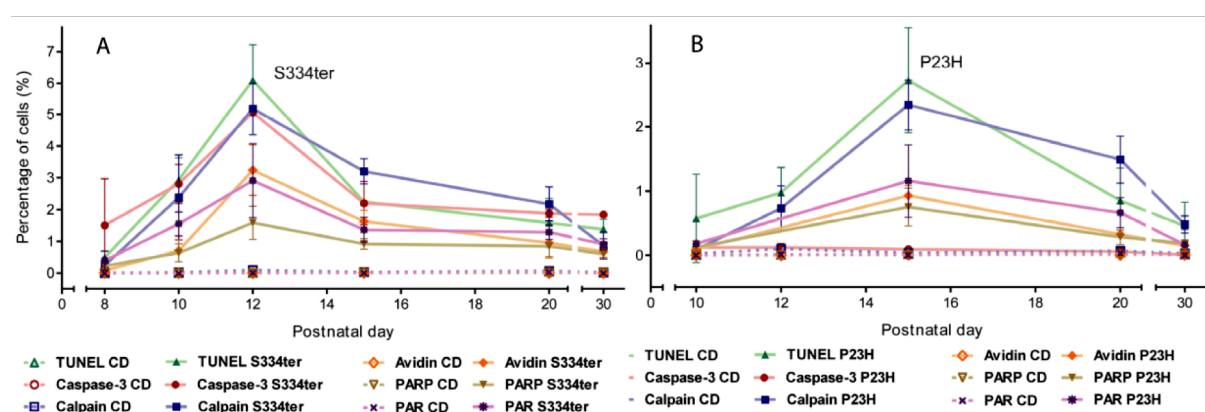 A
S334ter
Percentage of cells (%)
7
6
5
4
3
2
1
0
0 8 10 12 14 16 18 20 30
Postnatal day
TUNEL CD TUNEL S334ter Avidin CD Avidin S334ter
Caspase-3 CD Caspase-3 S334ter PARP CD PARP S334ter
Calpain CD Calpain S334ter PAR CD PAR S334ter
B
P23H
3
2
1
0
0 10 12 14 16 18 20 30
Postnatal day
TUNEL CD TUNEL P23H Avidin CD Avidin P23H
Caspase-3 CD Caspase-3 P23H PARP CD PARP P23H
Calpain CD Calpain P23H PAR CD PAR P23H